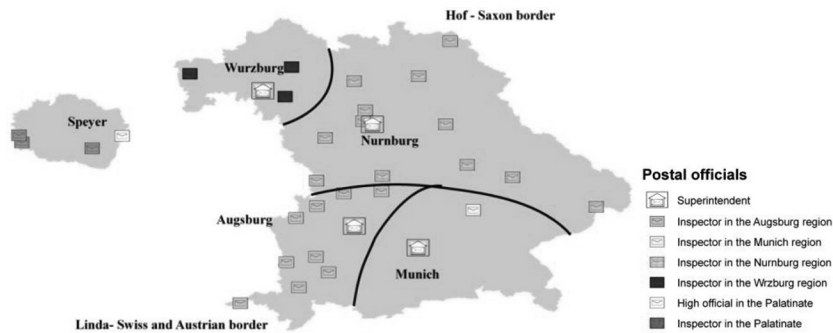 Hof - Saxon border
Wurzburg
Speyer
Nurnburg
Augsburg
Munich
Linda- Swiss and Austrian border
Postal officials
Superintendent
Inspector in the Augsburg region
Inspector in the Munich region
Inspector in the Nurnburg region
Inspector in the Wrzburg region
High official in the Palatinate
Inspector in the Palatinate